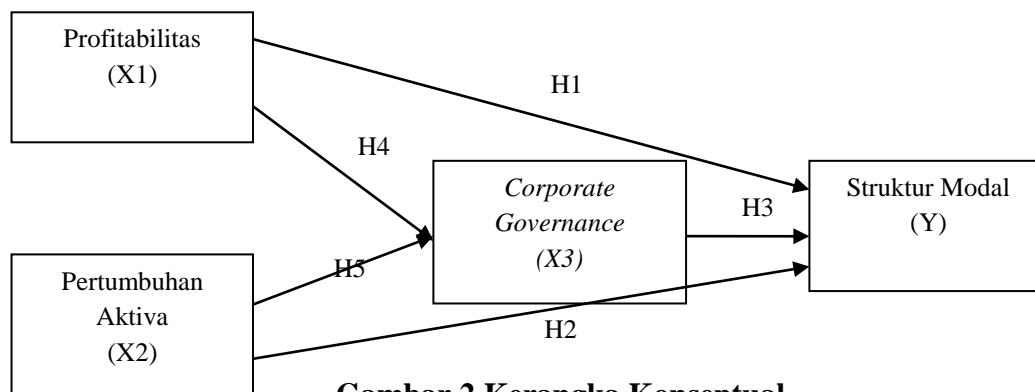 Profitabilitas
(X1)
H1
H4
Corporate
Governance
(X3)
H3
Struktur Modal
(Y)
H5
Pertumbuhan
Aktiva
(X2)
H2
Gambar 2 Kerangka Konseptual